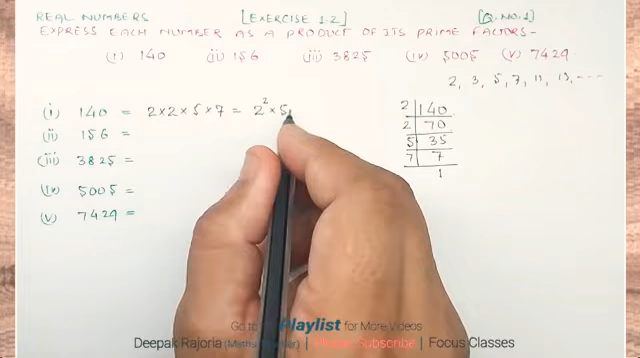 REAL NUMBERS [EXERCISE 1.2] [Q.NO.1]
EXPRESS EACH NUMBER AS A PRODUCT OF ITS PRIME FACTORS-
(i) 140 (ii) 156 (iii) 3825 (iv) 5005 (v) 7429
2, 3, 5, 7, 11, 13, ----
(i) 140 = 2×2×5×7 = 2²×5
(ii) 156 =
(iii) 3825 =
(iv) 5005 =
(v) 7429 =
2 140
2 70
5 35
7 7
1
Go to Playlist for More Videos
Deepak Rajoria | Please Subscribe | Focus Classes